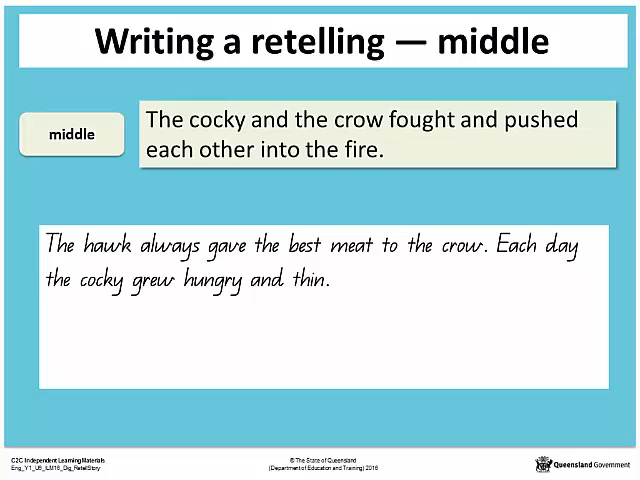 Writing a retelling — middle
middle
The cocky and the crow fought and pushed
each other into the fire.
The hawk always gave the best meat to the crow. Each day
the cocky grew hungry and thin.
C2C Independent Learning Materials
Eng_Y1_U6_ILM16_Dig_RetellStory
© The State of Queensland
(Department of Education and Training) 2016
Queensland Government